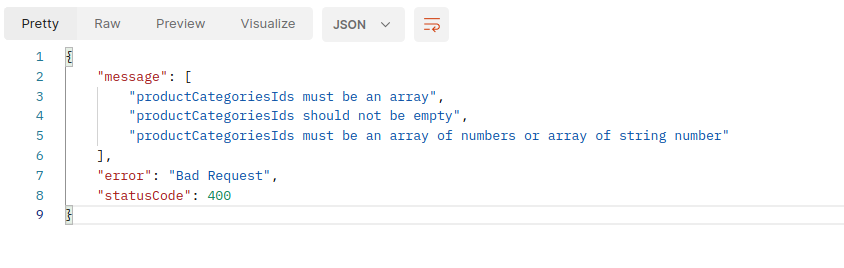 Pretty Raw Preview Visualize JSON
1 {
2 "message": [
3 "productCategoriesIds must be an array",
4 "productCategoriesIds should not be empty",
5 "productCategoriesIds must be an array of numbers or array of string number"
6 ],
7 "error": "Bad Request",
8 "statusCode": 400
9 }